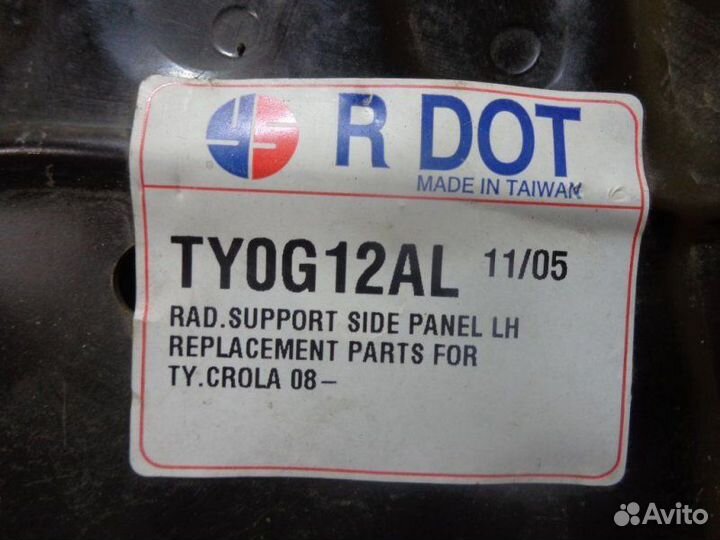 YS R DOT
MADE IN TAIWAN
TY0G12AL 11/05
RAD.SUPPORT SIDE PANEL LH
REPLACEMENT PARTS FOR
TY.CROLA 08-
Avito